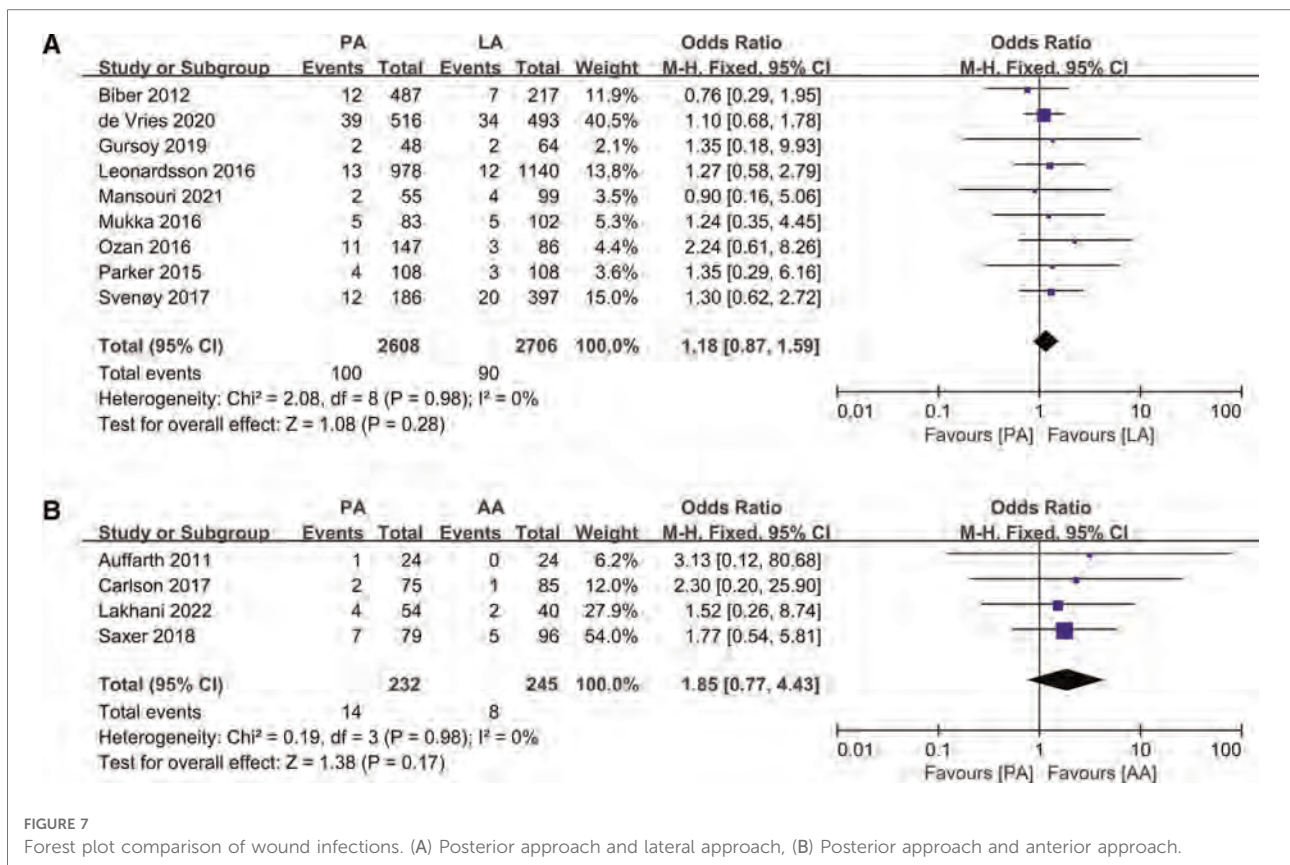 A
PA LA Odds Ratio Odds Ratio
Study or Subgroup Events Total Events Total Weight M-H. Fixed. 95% CI M-H. Fixed. 95% CI
Biber 2012 12 487 7 217 11.9% 0.76 [0.29, 1.95]
de Vries 2020 39 516 34 493 40.5% 1.10 [0.68, 1.78]
Gursoy 2019 2 48 2 64 2.1% 1.35 [0.18, 9.93]
Leonardsson 2016 13 978 12 1140 13.8% 1.27 [0.58, 2.79]
Mansouri 2021 2 55 4 99 3.5% 0.90 [0.16, 5.06]
Mukka 2016 5 83 5 102 5.3% 1.24 [0.35, 4.45]
Ozan 2016 11 147 3 86 4.4% 2.24 [0.61, 8.26]
Parker 2015 4 108 3 108 3.6% 1.35 [0.29, 6.16]
Svenøy 2017 12 186 20 397 15.0% 1.30 [0.62, 2.72]
Total (95% CI) 2608 2706 100.0% 1.18 [0.87, 1.59]
Total events 100 90
Heterogeneity: Chi² = 2.08, df = 8 (P = 0.98); I² = 0%
Test for overall effect: Z = 1.08 (P = 0.28)
0.01 0.1 1 10 100
Favours [PA] Favours [LA]
B
PA AA Odds Ratio Odds Ratio
Study or Subgroup Events Total Events Total Weight M-H. Fixed. 95% CI M-H. Fixed. 95% CI
Auffarth 2011 1 24 0 24 6.2% 3.13 [0.12, 80.68]
Carlson 2017 2 75 1 85 12.0% 2.30 [0.20, 25.90]
Lakhani 2022 4 54 2 40 27.9% 1.52 [0.26, 8.74]
Saxer 2018 7 79 5 96 54.0% 1.77 [0.54, 5.81]
Total (95% CI) 232 245 100.0% 1.85 [0.77, 4.43]
Total events 14 8
Heterogeneity: Chi² = 0.19, df = 3 (P = 0.98); I² = 0%
Test for overall effect: Z = 1.38 (P = 0.17)
0.01 0.1 1 10 100
Favours [PA] Favours [AA]
FIGURE 7
Forest plot comparison of wound infections. (A) Posterior approach and lateral approach, (B) Posterior approach and anterior approach.